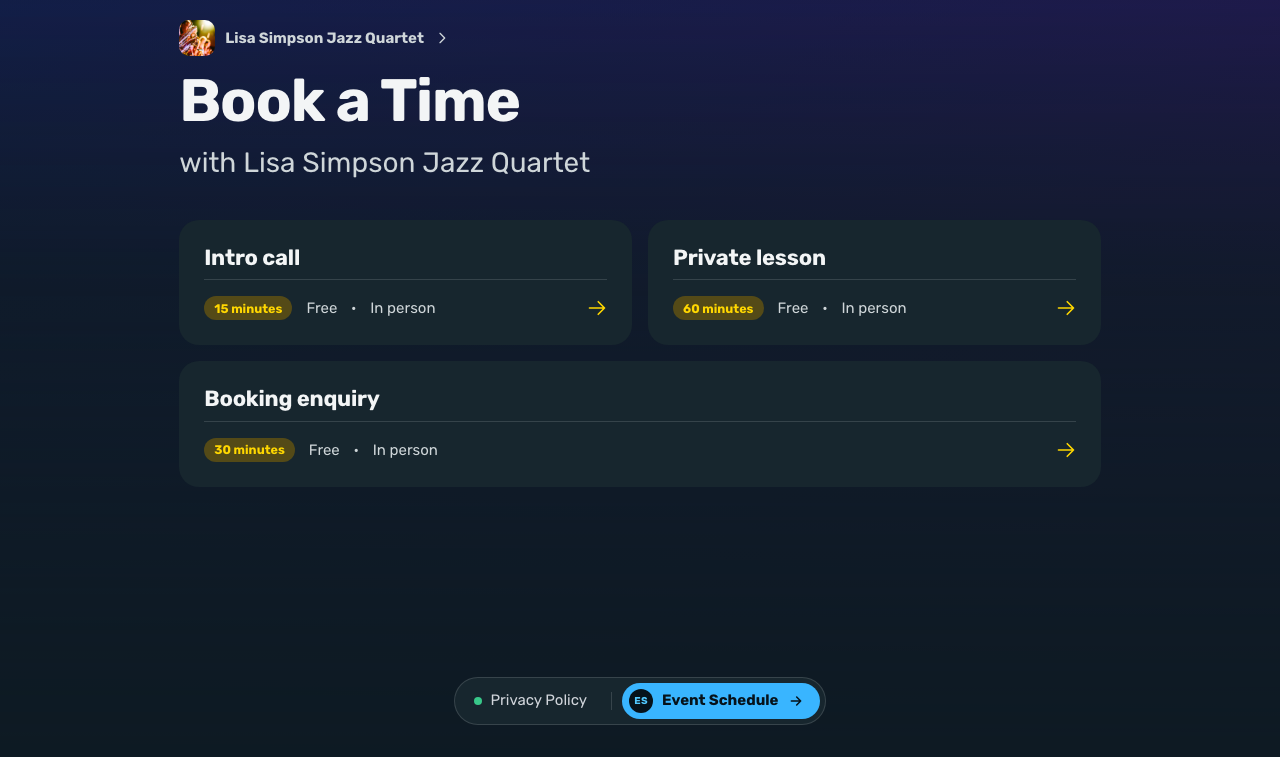 Lisa Simpson Jazz Quartet
Book a Time
with Lisa Simpson Jazz Quartet
Intro call
15 minutes Free • In person
Private lesson
60 minutes Free • In person
Booking enquiry
30 minutes Free • In person
Privacy Policy
ES Event Schedule